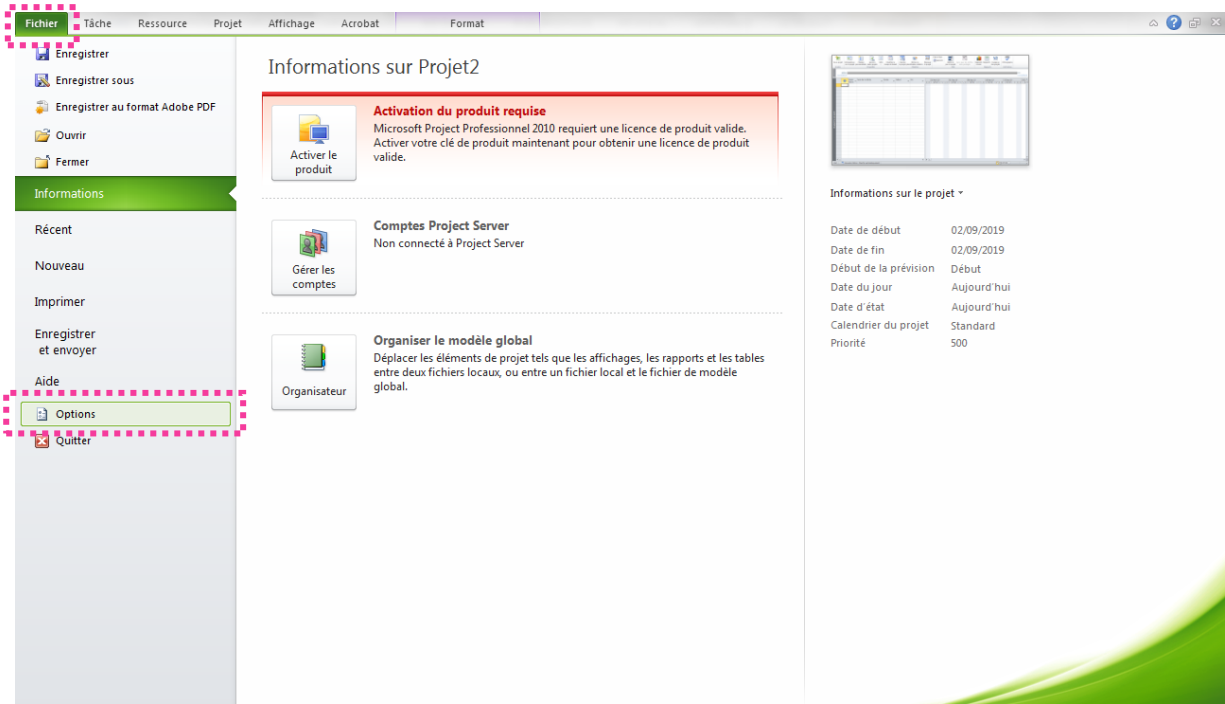 Fichier Tâche Ressource Projet Affichage Acrobat Format
Enregistrer
Enregistrer sous
Enregistrer au format Adobe PDF
Ouvrir
Fermer
Informations
Récent
Nouveau
Imprimer
Enregistrer
et envoyer
Aide
Options
Quitter
Informations sur Projet2
Activer le
produit
Activation du produit requise
Microsoft Project Professionnel 2010 requiert une licence de produit valide.
Activer votre clé de produit maintenant pour obtenir une licence de produit
valide.
Gérer les
comptes
Comptes Project Server
Non connecté à Project Server
Organisateur
Organiser le modèle global
Déplacer les éléments de projet tels que les affichages, les rapports et les tables
entre deux fichiers locaux, ou entre un fichier local et le fichier de modèle
global.
Informations sur le projet
Date de début 02/09/2019
Date de fin 02/09/2019
Début de la prévision Début
Date du jour Aujourd'hui
Date d'état Aujourd'hui
Calendrier du projet Standard
Priorité 500